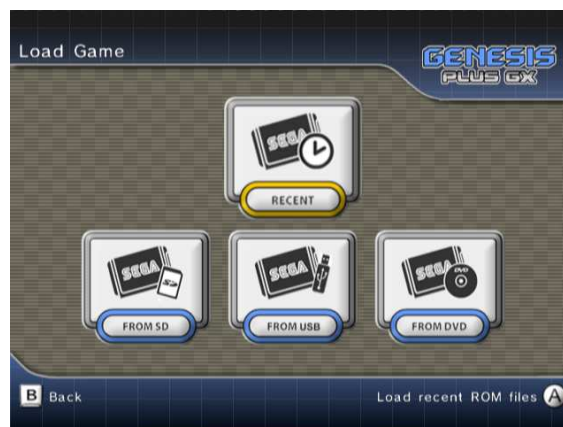 Load Game
GENESIS
PLUS GX
SEGA
RECENT
SEGA
SD
SEGA
SEGA
DVD
FROM SD
FROM USB
FROM DVD
B Back
Load recent ROM files A